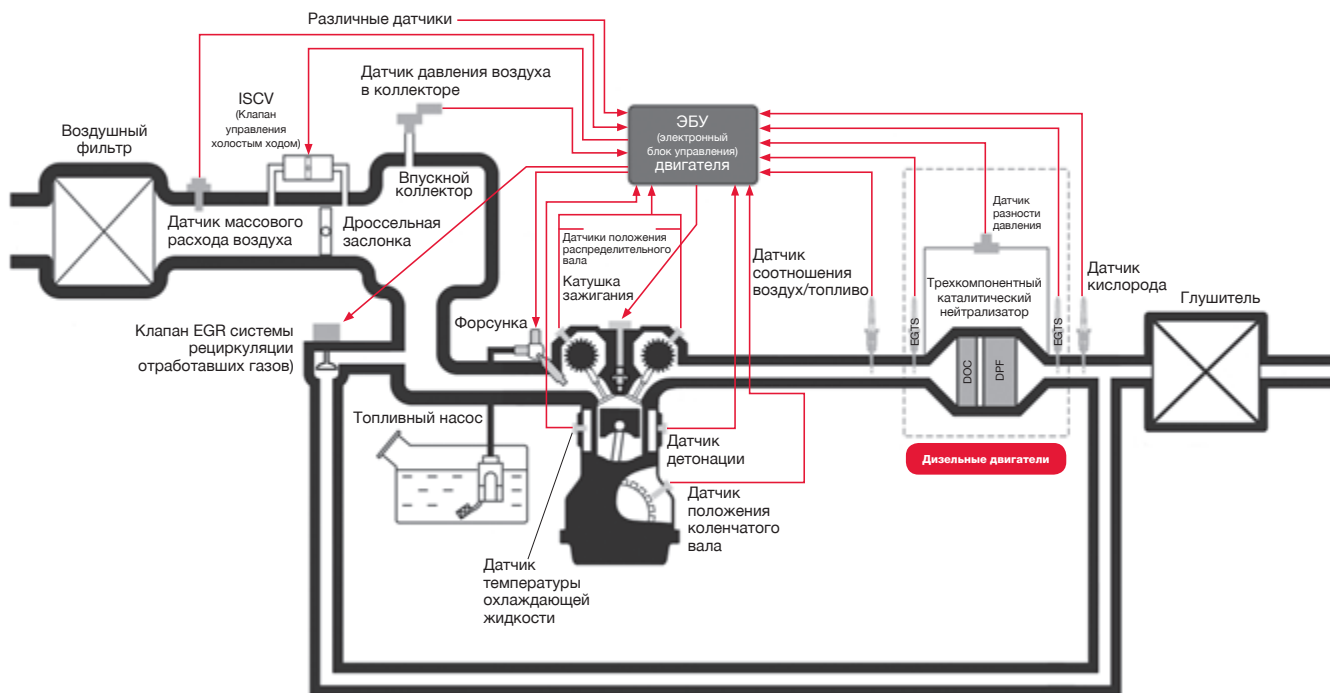 Различные датчики
Датчик давления воздуха
в коллекторе
ISCV
(Клапан
управления
холостым ходом)
Воздушный
фильтр
ЭБУ
(электронный
блок управления)
двигателя
Впускной
коллектор
Датчик массового
расхода воздуха
Дроссельная
заслонка
Датчики положения
распределительного
вала
Катушка
зажигания
Датчик
соотношения
воздух/топливо
Датчик
разности
давления
Трехкомпонентный
каталитический
нейтрализатор
Датчик
кислорода
Глушитель
Клапан EGR системы
рециркуляции
отработавших газов)
Форсунка
EGTS
DOC
DPF
EGTS
Топливный насос
Датчик
детонации
Дизельные двигатели
Датчик
положения
коленчатого
вала
Датчик
температуры
охлаждающей
жидкости